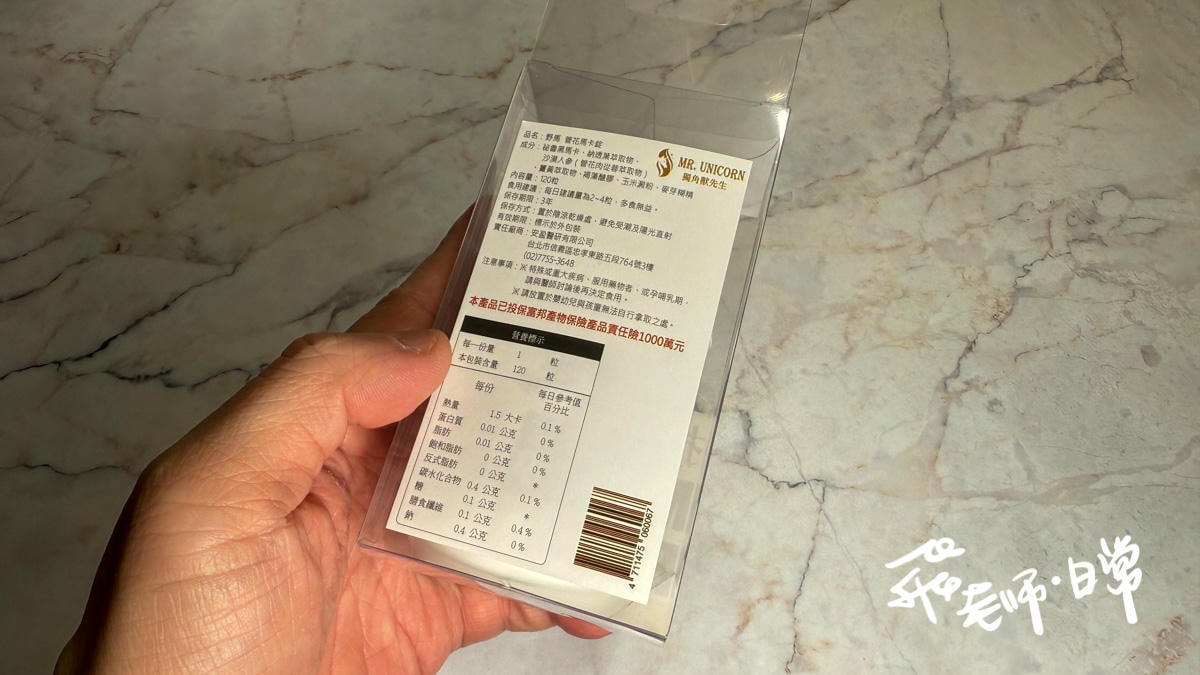 品名：野馬 管花馬卡錠
成分：祕魯黑馬卡、納透葉萃取物、
沙漠人參（管花肉從蓉萃取物）
、薑黃萃取物、褐藻醣膠、玉米澱粉、麥芽糊精
內容量：120粒
食用建議：每日建議量為2~4粒，多食無益。
保存期限：3年
保存方式：置於陰涼乾燥處，避免受潮及陽光直射
有效期限：標示於外包裝
責任廠商：安盈醫研有限公司
台北市信義區忠孝東路五段764號3樓
(02)7755-3648
注意事項：※ 特殊或重大疾病、服用藥物者、或孕哺乳期，
請與醫師討論後再決定食用。
※ 請放置於嬰幼兒與孩童無法自行拿取之處。
MR. UNICORN
獨角獸先生
本產品已投保富邦產物保險產品責任險1000萬元
營養標示
每一份量 1 粒
本包裝含量 120 粒
每份 每日參考值
百分比
熱量 1.5 大卡 0.1%
蛋白質 0.01 公克 0%
脂肪 0.01 公克 0%
飽和脂肪 0 公克 0%
反式脂肪 0 公克 *
碳水化合物 0.4 公克 0.1%
糖 0.1 公克 *
膳食纖維 0.1 公克 0.4%
鈉 0.4 公克 0%
4 711475 060067
飛老師·日常